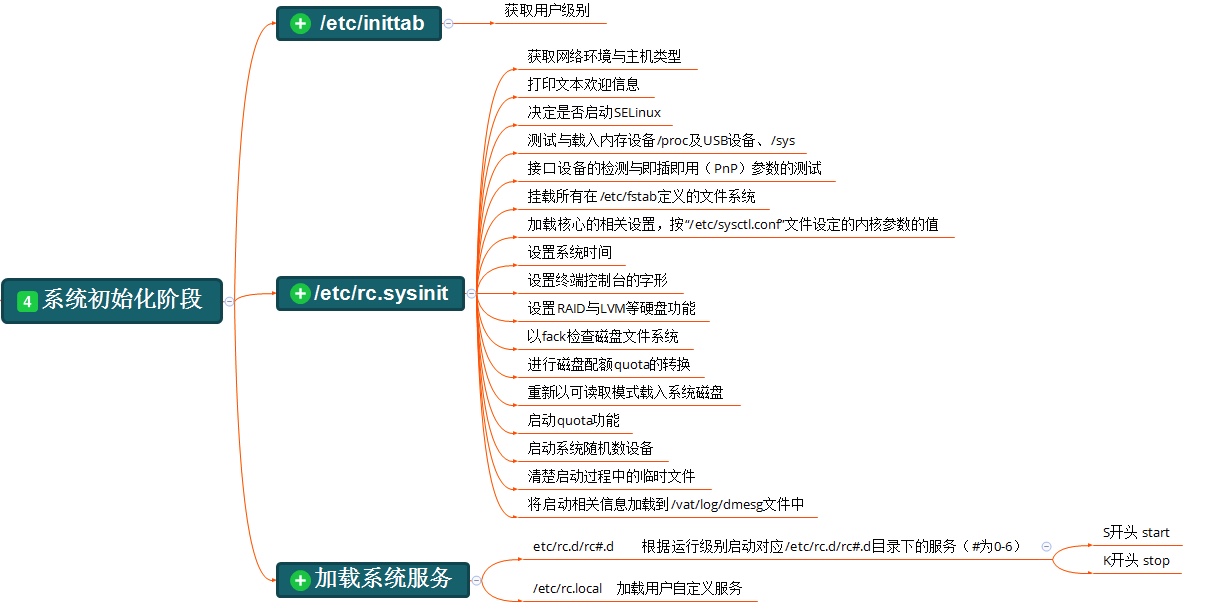 /etc/inittab
获取用户级别
获取网络环境与主机类型
打印文本欢迎信息
决定是否启动SELinux
测试与载入内存设备/proc及USB设备、/sys
接口设备的检测与即插即用（PnP）参数的测试
挂载所有在 /etc/fstab定义的文件系统
加载核心的相关设置，按“/etc/sysctl.conf”文件设定的内核参数的值
设置系统时间
设置终端控制台的字形
设置RAID与LVM等硬盘功能
以fack检查磁盘文件系统
进行磁盘配额quota的转换
重新以可读取模式载入系统磁盘
启动quota功能
启动系统随机数设备
清楚启动过程中的临时文件
将启动相关信息加载到/vat/log/dmesg文件中
/etc/rc.sysinit
4 系统初始化阶段
加载系统服务
etc/rc.d/rc#.d 根据运行级别启动对应/etc/rc.d/rc#.d目录下的服务（#为0-6）
S开头 start
K开头 stop
/etc/rc.local 加载用户自定义服务